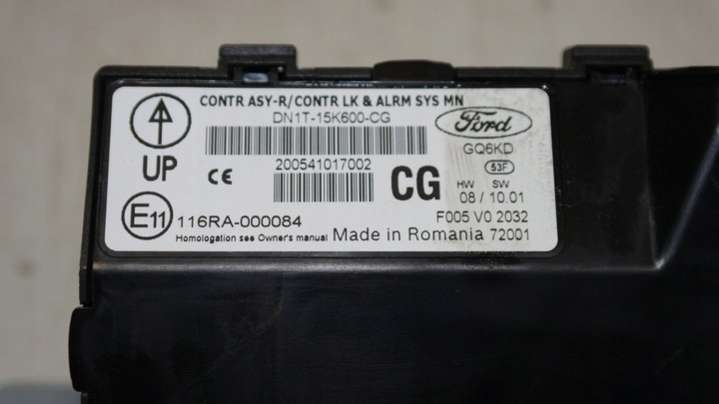 CONTR ASY-R/CONTR LK & ALRM SYS MN
DN1T-15K600-CG
Ford
UP
GQ6KD
53F
200541017002
CG
HW SW
08 / 10.01
E11
116RA-000084
F005 V0 2032
Homologation see Owner's manual
Made in Romania 72001